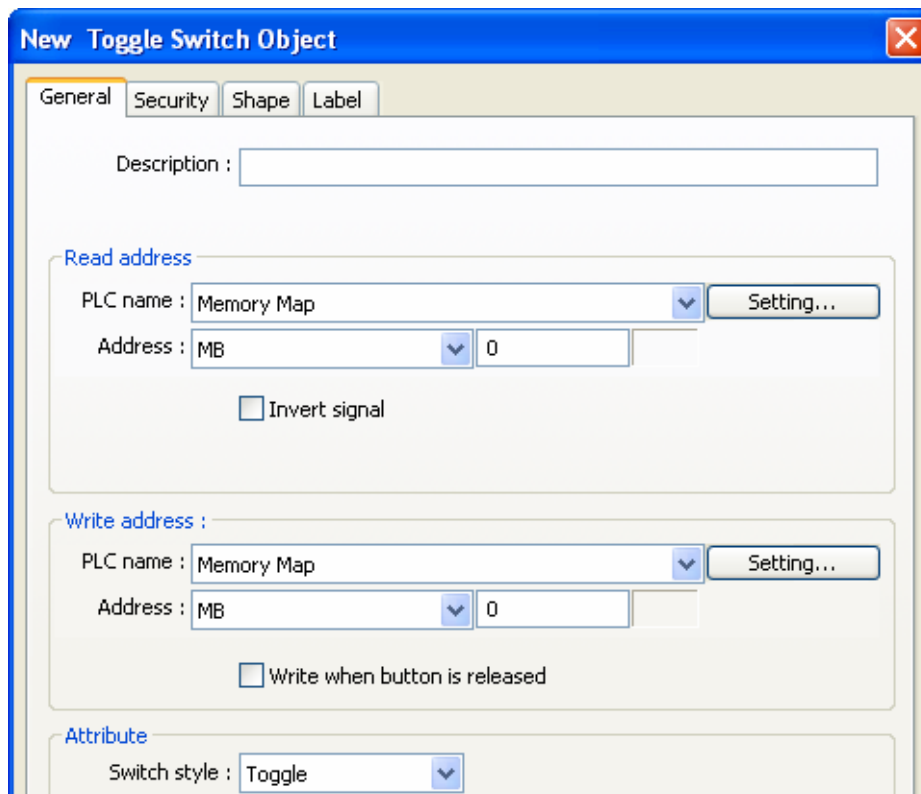 New Toggle Switch Object
General Security Shape Label
Description :
Read address
PLC name : Memory Map Setting...
Address : MB 0
Invert signal
Write address :
PLC name : Memory Map Setting...
Address : MB 0
Write when button is released
Attribute
Switch style : Toggle